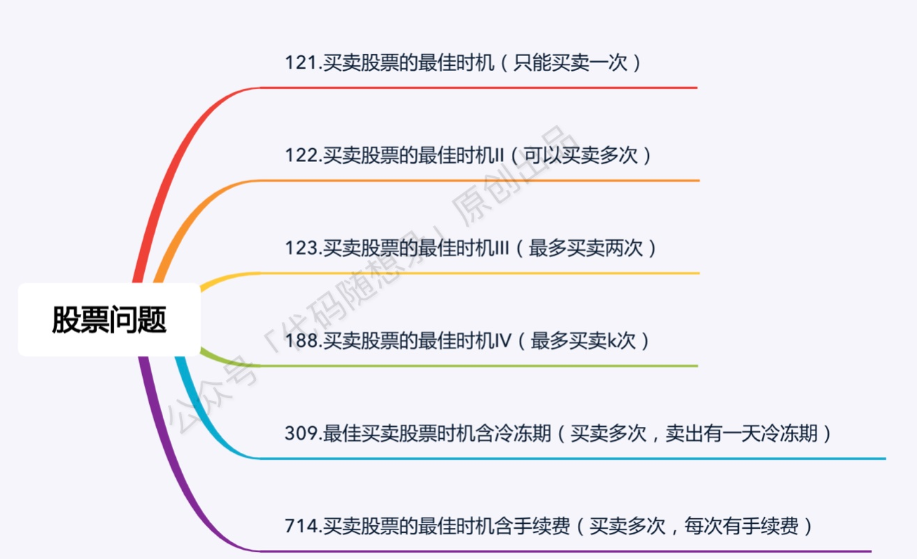 121.买卖股票的最佳时机（只能买卖一次）
122.买卖股票的最佳时机II（可以买卖多次）
123.买卖股票的最佳时机III（最多买卖两次）
股票问题
188.买卖股票的最佳时机IV（最多买卖k次）
309.最佳买卖股票时机含冷冻期（买卖多次，卖出有一天冷冻期）
714.买卖股票的最佳时机含手续费（买卖多次，每次有手续费）
公众号「代码随想录」原创出品